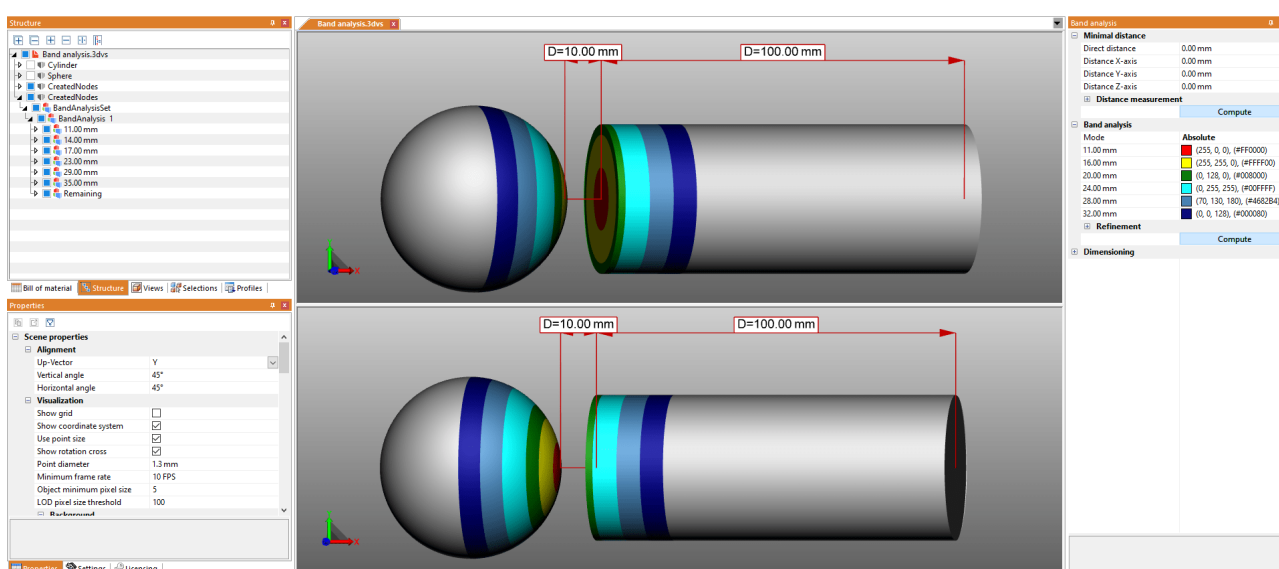 Structure
Band analysis.3dvs
Cylinder
Sphere
CreatedNodes
CreatedNodes
BandAnalysisSet
BandAnalysis 1
11.00 mm
14.00 mm
17.00 mm
23.00 mm
29.00 mm
35.00 mm
Remaining
Bill of material Structure Views Selections Profiles
Properties
Scene properties
Alignment
Up-Vector Y
Vertical angle 45°
Horizontal angle 45°
Visualization
Show grid
Show coordinate system
Use point size
Show rotation cross
Point diameter 1.3 mm
Minimum frame rate 10 FPS
Object minimum pixel size 5
LOD pixel size threshold 100
Background
Properties Settings Licencing
Band analysis.3dvs
D=10.00 mm D=100.00 mm
X
D=10.00 mm D=100.00 mm
X
Band analysis
Minimal distance
Direct distance 0.00 mm
Distance X-axis 0.00 mm
Distance Y-axis 0.00 mm
Distance Z-axis 0.00 mm
Distance measurement
Compute
Band analysis
Mode Absolute
11.00 mm (255, 0, 0), (#FF0000)
16.00 mm (255, 255, 0), (#FFFF00)
20.00 mm (0, 128, 0), (#008000)
24.00 mm (0, 255, 255), (#00FFFF)
28.00 mm (70, 130, 180), (#4682B4)
32.00 mm (0, 0, 128), (#000080)
Refinement
Compute
Dimensioning